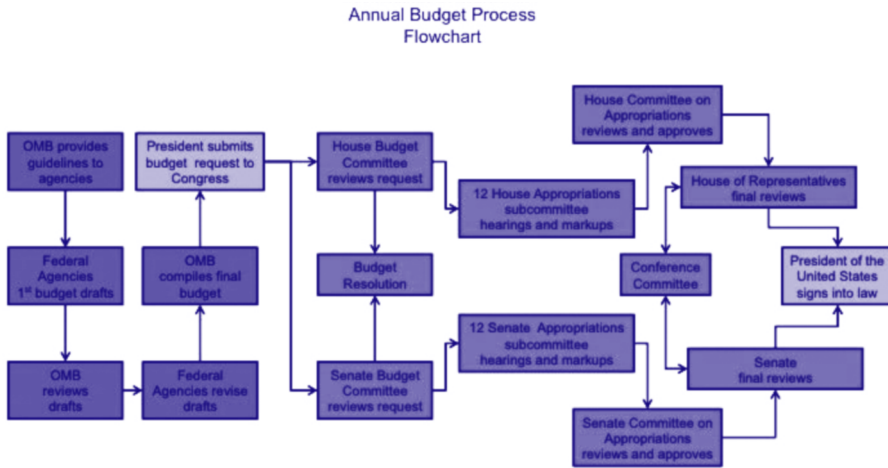 Annual Budget Process
Flowchart
OMB provides
guidelines to
agencies
Federal
Agencies
1st budget drafts
OMB
reviews
drafts
Federal
Agencies revise
drafts
OMB
compiles final
budget
President submits
budget request to
Congress
House Budget
Committee
reviews request
Budget
Resolution
Senate Budget
Committee
reviews request
12 House Appropriations
subcommittee
hearings and markups
12 Senate Appropriations
subcommittee
hearings and markups
House Committee on
Appropriations
reviews and approves
Senate Committee on
Appropriations
reviews and approves
House of Representatives
final reviews
Conference
Committee
Senate
final reviews
President of the
United States
signs into law